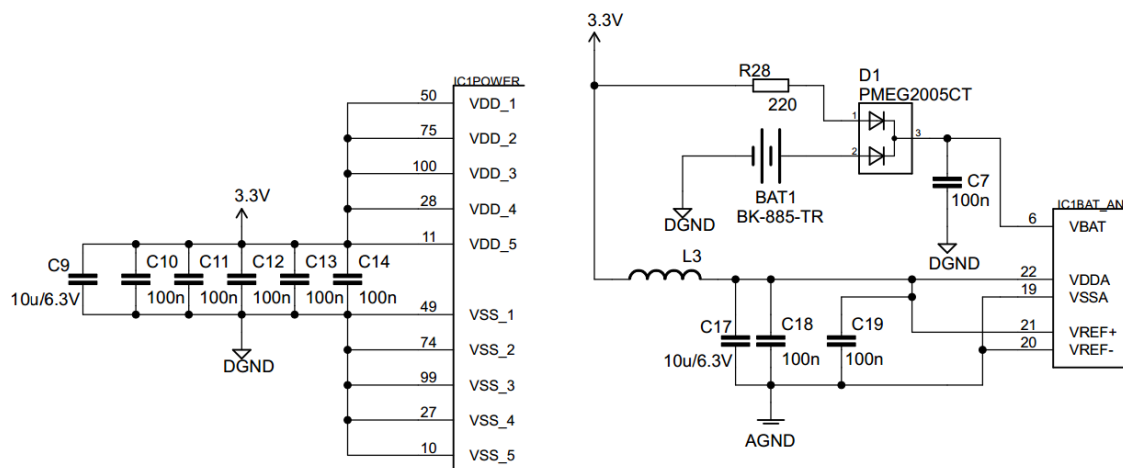 IC1POWER
50 VDD_1
75 VDD_2
100 VDD_3
28 VDD_4
11 VDD_5
3.3V
C9
10u/6.3V
C10
100n
C11
100n
C12
100n
C13
100n
C14
100n
DGND
49 VSS_1
74 VSS_2
99 VSS_3
27 VSS_4
10 VSS_5
3.3V
R28
220
D1
PMEG2005CT
1
2
3
BAT1
BK-885-TR
DGND
C7
100n
DGND
L3
C17
10u/6.3V
C18
100n
C19
100n
AGND
IC1BAT_AN
6 VBAT
22 VDDA
19 VSSA
21 VREF+
20 VREF-